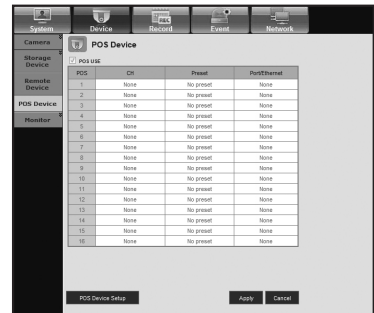 System Device Record Event Network
REC
Camera
Storage Device
Remote Device
POS Device
Monitor
POS Device
POS USE
POS CH Preset Port/Ethernet
1 None No preset None
2 None No preset None
3 None No preset None
4 None No preset None
5 None No preset None
6 None No preset None
7 None No preset None
8 None No preset None
9 None No preset None
10 None No preset None
11 None No preset None
12 None No preset None
13 None No preset None
14 None No preset None
15 None No preset None
16 None No preset None
POS Device Setup Apply Cancel